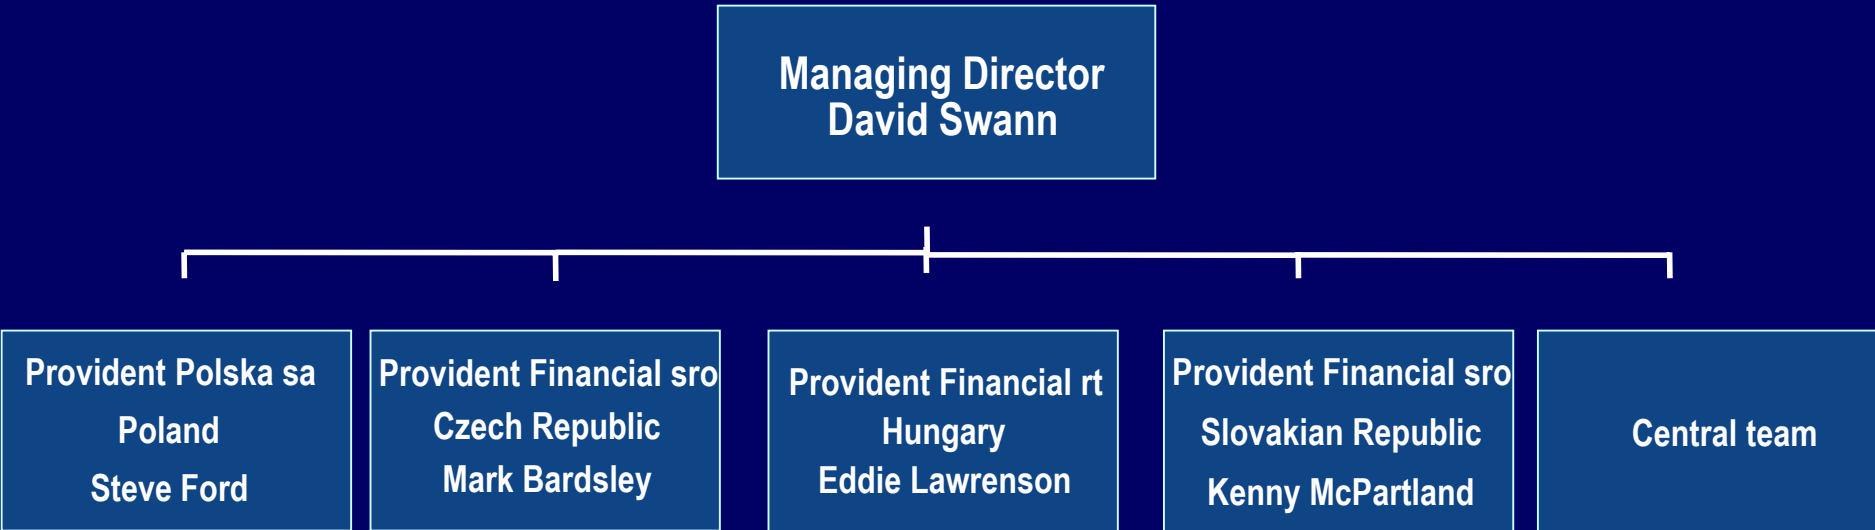 Managing Director
David Swann
Provident Polska sa
Poland
Steve Ford
Provident Financial sro
Czech Republic
Mark Bardsley
Provident Financial rt
Hungary
Eddie Lawrenson
Provident Financial sro
Slovakian Republic
Kenny McPartland
Central team